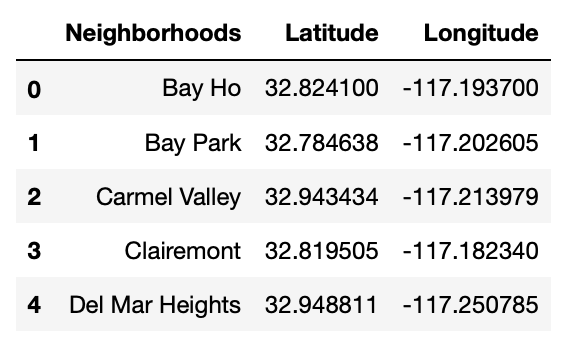 Neighborhoods Latitude Longitude
0 Bay Ho 32.824100 -117.193700
1 Bay Park 32.784638 -117.202605
2 Carmel Valley 32.943434 -117.213979
3 Clairemont 32.819505 -117.182340
4 Del Mar Heights 32.948811 -117.250785